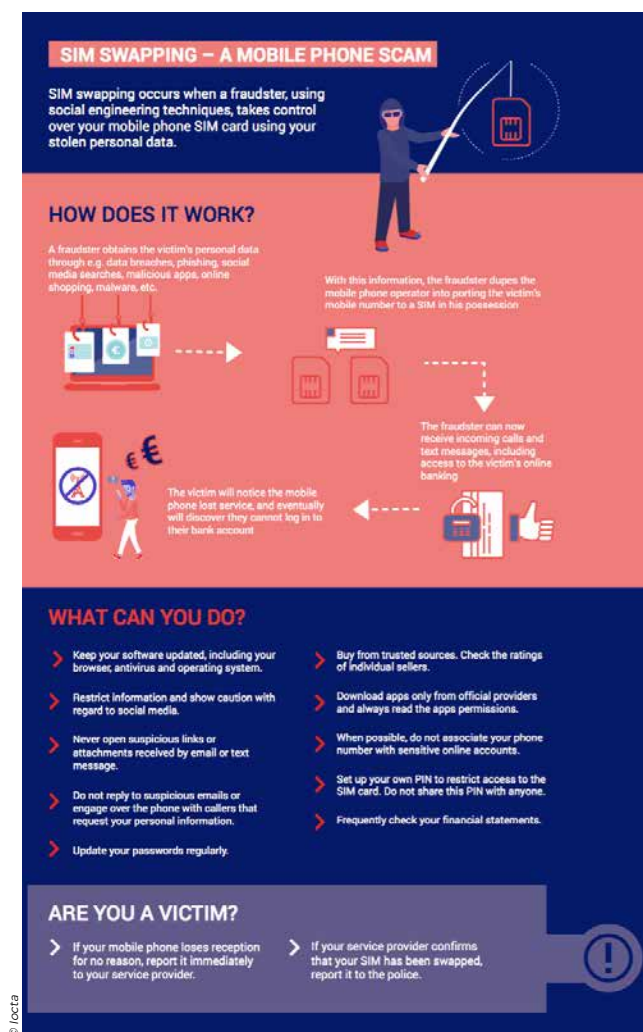 SIM SWAPPING – A MOBILE PHONE SCAM
SIM swapping occurs when a fraudster, using
social engineering techniques, takes control
over your mobile phone SIM card using your
stolen personal data.
HOW DOES IT WORK?
A fraudster obtains the victim's personal data
through e.g. data breaches, phishing, social
media searches, malicious apps, online
shopping, malware, etc.
With this information, the fraudster dupes the
mobile phone operator into porting the victim's
mobile number to a SIM in his possession
The fraudster can now
receive incoming calls and
text messages, including
access to the victim's online
banking
The victim will notice the mobile
phone lost service, and eventually
will discover they cannot log in to
their bank account
WHAT CAN YOU DO?
Keep your software updated, including your
browser, antivirus and operating system.
Restrict information and show caution with
regard to social media.
Never open suspicious links or
attachments received by email or text
message.
Do not reply to suspicious emails or
engage over the phone with callers that
request your personal information.
Update your passwords regularly.
Buy from trusted sources. Check the ratings
of individual sellers.
Download apps only from official providers
and always read the apps permissions.
When possible, do not associate your phone
number with sensitive online accounts.
Set up your own PIN to restrict access to the
SIM card. Do not share this PIN with anyone.
Frequently check your financial statements.
ARE YOU A VICTIM?
If your mobile phone loses reception
for no reason, report it immediately
to your service provider.
If your service provider confirms
that your SIM has been swapped,
report it to the police.
© Iocta